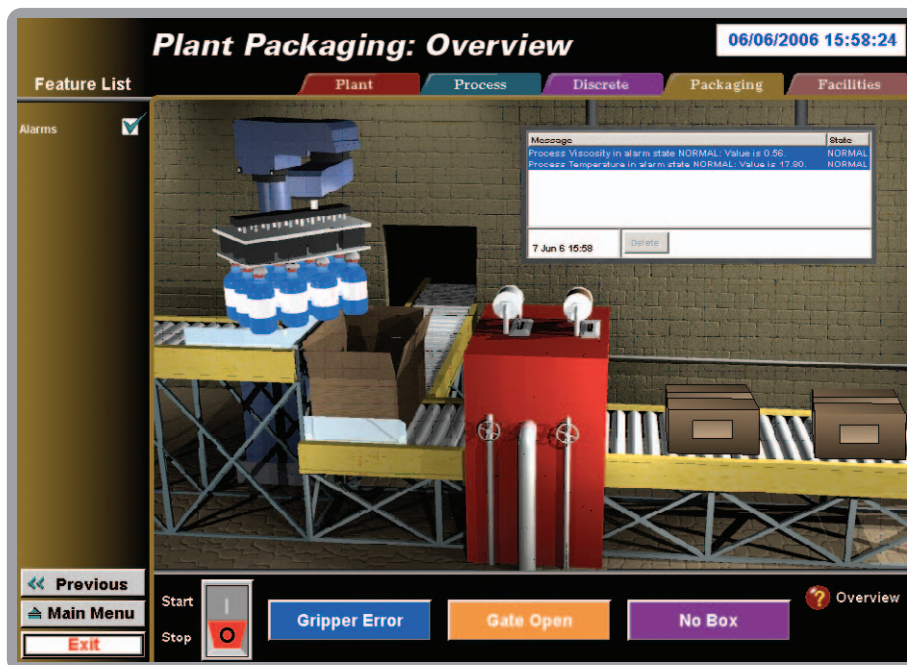 Plant Packaging: Overview
06/06/2006 15:58:24
Feature List
Plant
Process
Discrete
Packaging
Facilities
Alarms
Message State
Process Viscosity in alarm state NORMAL: Value is 0.56. NORMAL
Process Temperature in alarm state NORMAL: Value is 17.80. NORMAL
7 Jun 6 15:58
Delete
<< Previous
Main Menu
Exit
Start
Stop
I
O
Gripper Error
Gate Open
No Box
? Overview